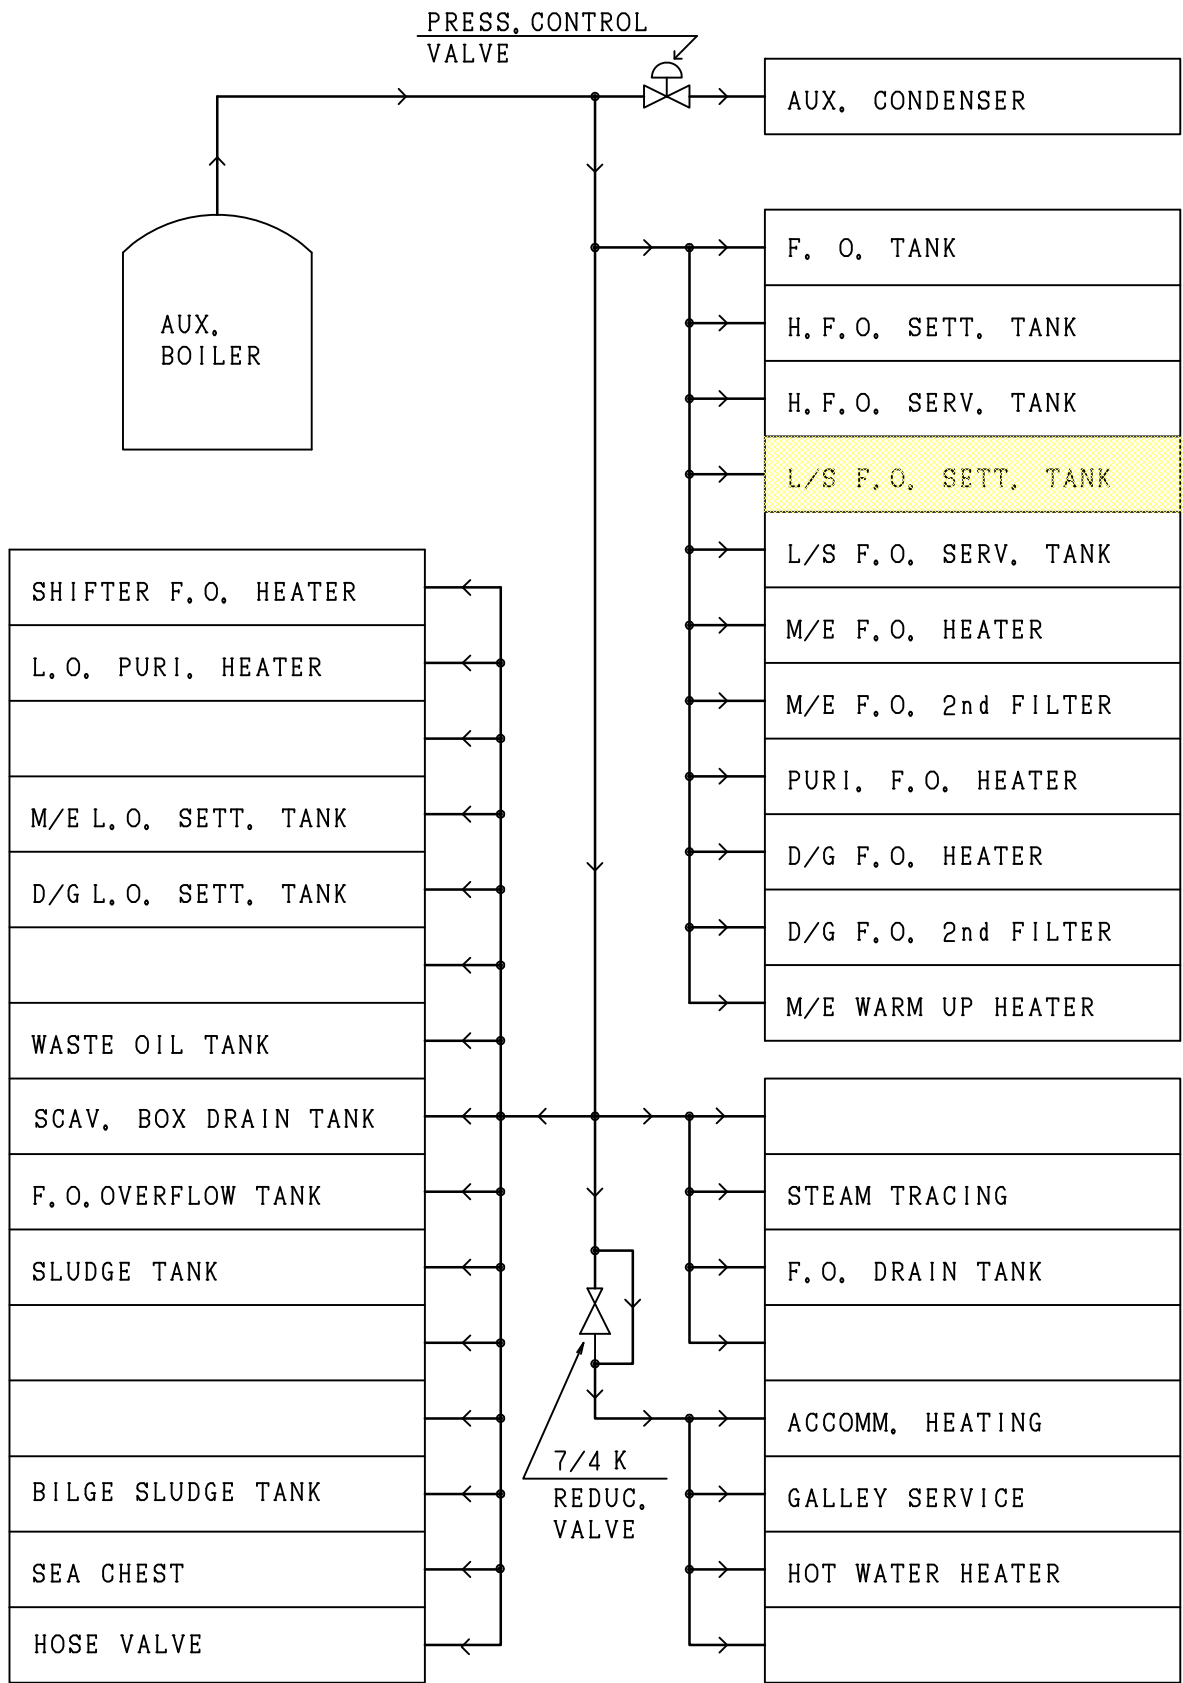 PRESS. CONTROL
VALVE
AUX. CONDENSER
AUX.
BOILER
F. O. TANK
H. F. O. SETT. TANK
H. F. O. SERV. TANK
L/S F. O. SETT. TANK
L/S F. O. SERV. TANK
M/E F. O. HEATER
M/E F. O. 2nd FILTER
PURI. F. O. HEATER
D/G F. O. HEATER
D/G F. O. 2nd FILTER
M/E WARM UP HEATER
SHIFTER F. O. HEATER
L. O. PURI. HEATER
M/E L. O. SETT. TANK
D/G L. O. SETT. TANK
WASTE OIL TANK
SCAV. BOX DRAIN TANK
F. O. OVERFLOW TANK
SLUDGE TANK
BILGE SLUDGE TANK
SEA CHEST
HOSE VALVE
7/4 K
REDUC.
VALVE
STEAM TRACING
F. O. DRAIN TANK
ACCOMM. HEATING
GALLEY SERVICE
HOT WATER HEATER